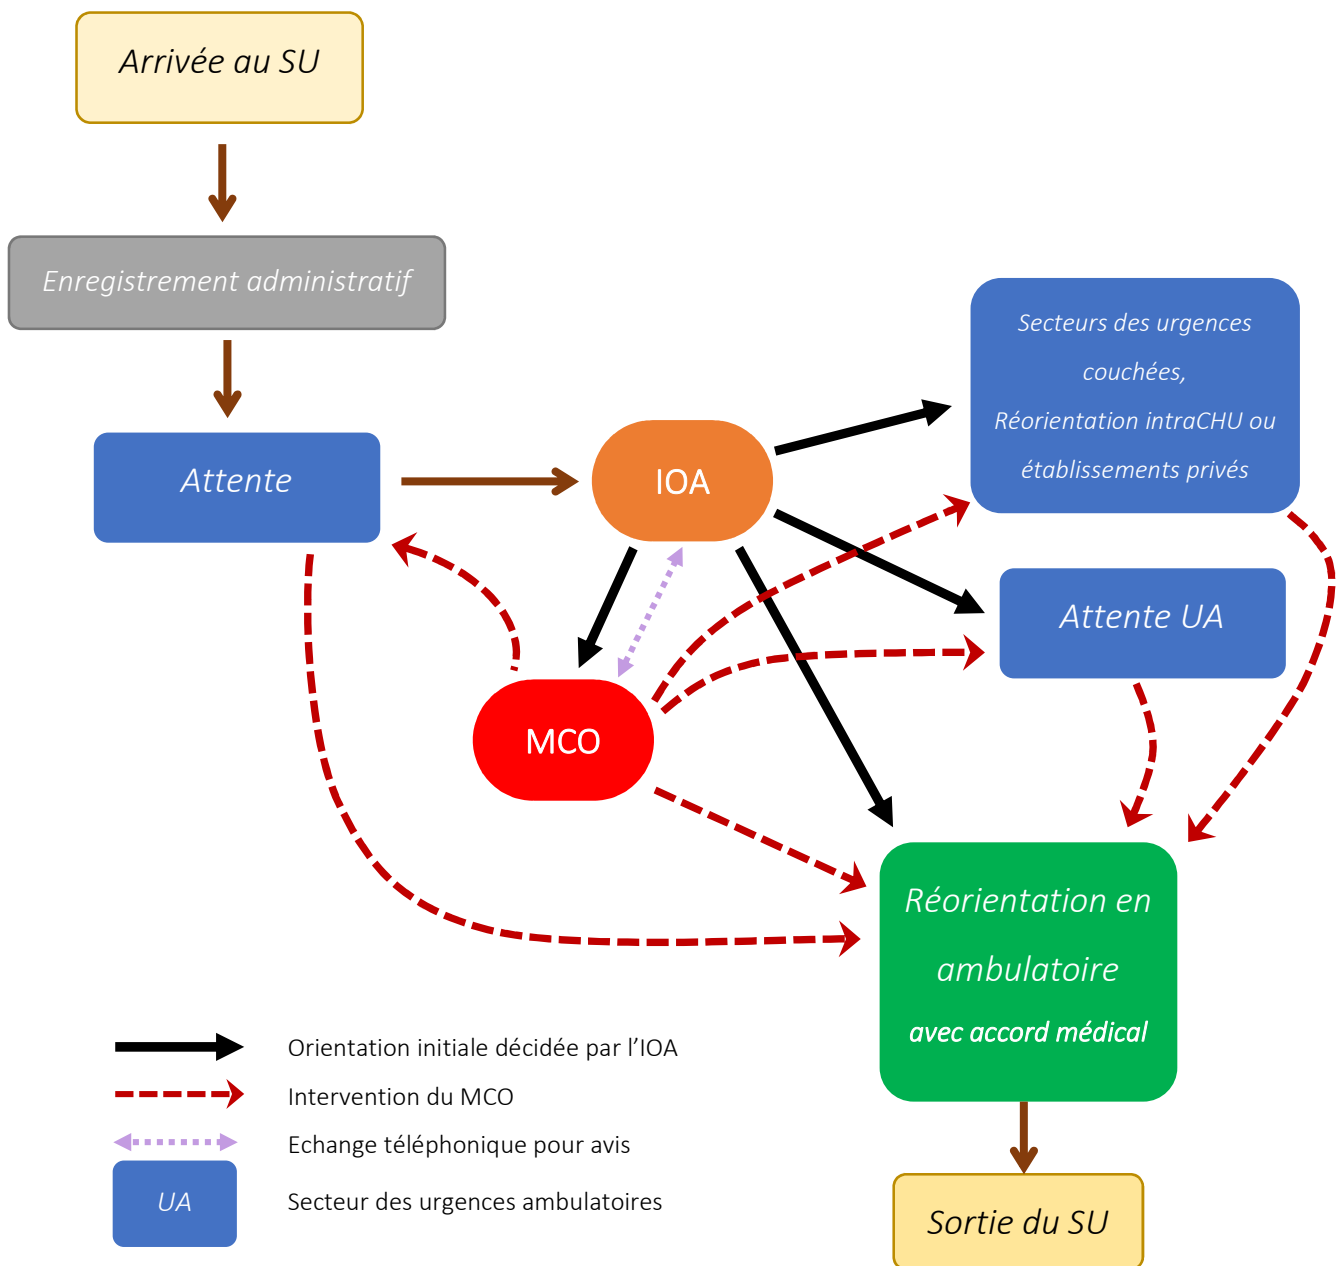 Arrivée au SU
Enregistrement administratif
Secteurs des urgences
couchées,
Réorientation intraCHU ou
établissements privés
Attente
IOA
Attente UA
MCO
Réorientation en
ambulatoire
avec accord médical
Orientation initiale décidée par l’IOA
Intervention du MCO
Echange téléphonique pour avis
UA
Secteur des urgences ambulatoires
Sortie du SU